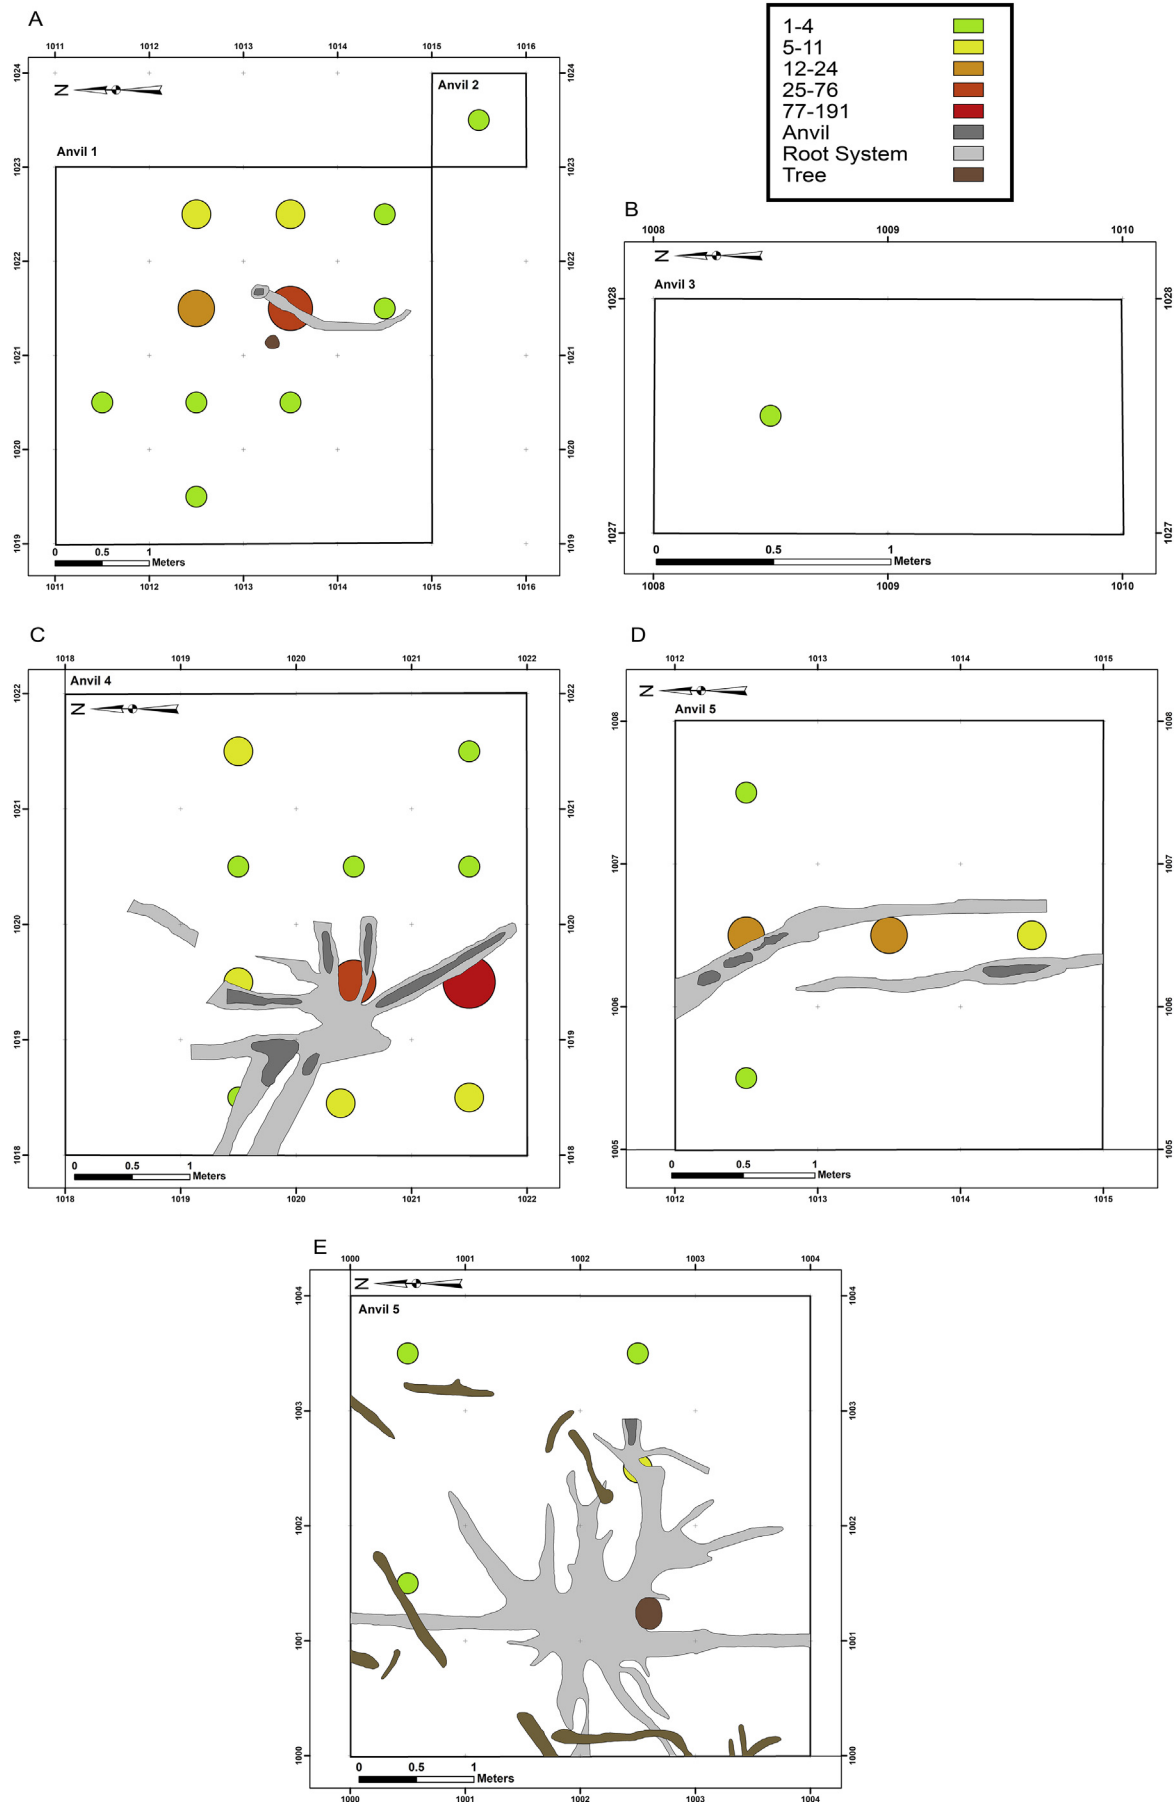 A
1011 1012 1013 1014 1015 1016
1024 1024
N
Anvil 2
Anvil 1
1023 1023
1022 1022
1021 1021
1020 1020
1019 1019
0 0.5 1
Meters
1011 1012 1013 1014 1015 1016
1-4
5-11
12-24
25-76
77-191
Anvil
Root System
Tree
B
1008 1009 1010
N
Anvil 3
1028 1028
1027 1027
0 0.5 1
Meters
1008 1009 1010
C
1018 1019 1020 1021 1022
Anvil 4
1022 1022
N
1021 1021
1020 1020
1019 1019
1018 1018
0 0.5 1
Meters
1018 1019 1020 1021 1022
D
1012 1013 1014 1015
N
Anvil 5
1008 1008
1007 1007
1006 1006
1005 1005
0 0.5 1
Meters
1012 1013 1014 1015
E
1000 1001 1002 1003 1004
N
1004 1004
Anvil 5
1003 1003
1002 1002
1001 1001
1000 1000
0 0.5 1
Meters
1000 1001 1002 1003 1004